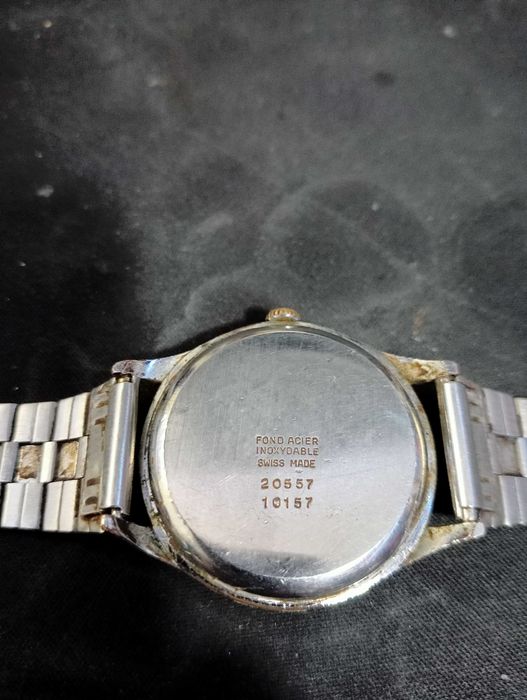 FOND ACIER
INOXYDABLE
SWISS MADE
20557
10157